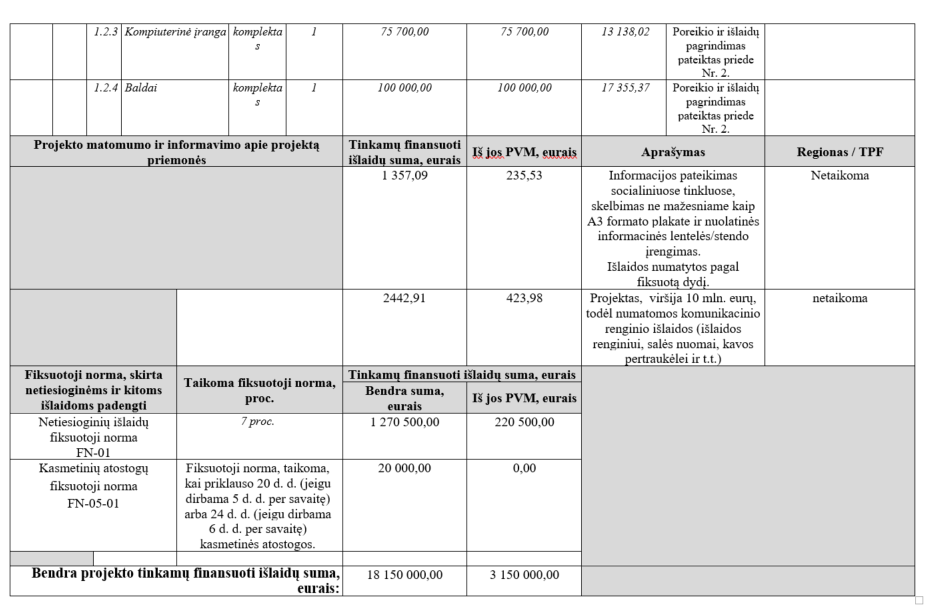 1.2.3 Kompiuterinė įranga komplekta 1 75 700,00 75 700,00 13 138,02 Poreikio ir išlaidų
s pagrindimas
pateiktas priede
Nr. 2.
1.2.4 Baldai komplekta 1 100 000,00 100 000,00 17 355,37 Poreikio ir išlaidų
s pagrindimas
pateiktas priede
Nr. 2.
Projekto matomumo ir informavimo apie projektą
priemonės
Tinkamų finansuoti
išlaidų suma, eurais
Iš jos PVM, eurais
Aprašymas
Regionas / TPF
1 357,09
235,53
Informacijos pateikimas
socialiniuose tinkluose,
skelbimas ne mažesniame kaip
A3 formato plakate ir nuolatinės
informacinės lentelės/stendo
įrengimas.
Išlaidos numatytos pagal
fiksuotą dydį.
Netaikoma
2442,91
423,98
Projektas, viršija 10 mln. eurų,
todėl numatomos komunikacinio
renginio išlaidos (išlaidos
renginiui, salės nuomai, kavos
pertraukėlei ir t.t.)
netaikoma
Fiksuotoji norma, skirta
netiesioginėms ir kitoms
išlaidoms padengti
Taikoma fiksuotoji norma,
proc.
Tinkamų finansuoti išlaidų suma, eurais
Bendra suma,
eurais
Iš jos PVM, eurais
Netiesioginių išlaidų
fiksuotoji norma
FN-01
7 proc.
1 270 500,00
220 500,00
Kasmetinių atostogų
fiksuotoji norma
FN-05-01
Fiksuotoji norma, taikoma,
kai priklauso 20 d. d. (jeigu
dirbama 5 d. d. per savaitę)
arba 24 d. d. (jeigu dirbama
6 d. d. per savaitę)
kasmetinės atostogos.
20 000,00
0,00
Bendra projekto tinkamų finansuoti išlaidų suma,
eurais:
18 150 000,00
3 150 000,00